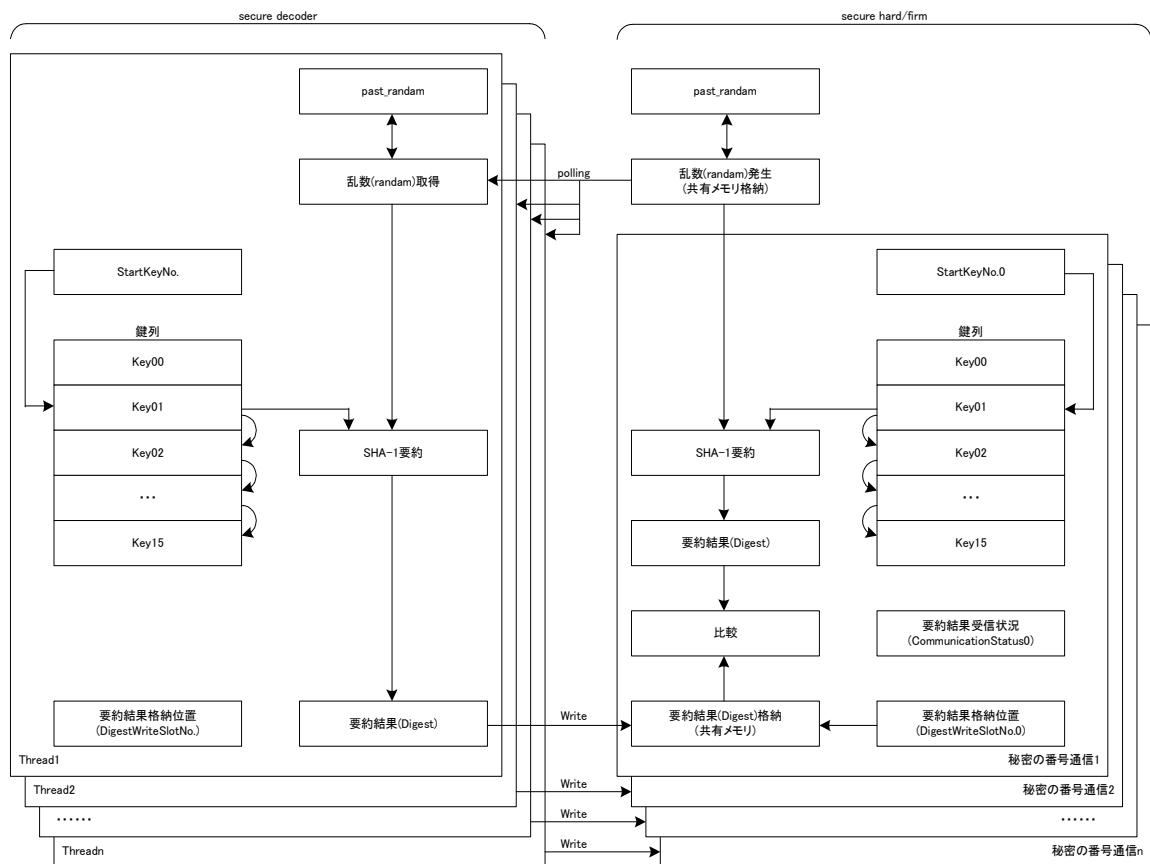 secure decoder
secure hard/firm
past_randam
past_randam
乱数(randam)取得
polling
乱数(randam)発生
(共有メモリ格納)
StartKeyNo.
StartKeyNo.0
鍵列
鍵列
Key00
Key00
Key01
Key01
Key02
SHA-1要約
SHA-1要約
Key02
...
...
Key15
要約結果(Digest)
Key15
比較
要約結果受信状況
(CommunicationStatus0)
要約結果格納位置
(DigestWriteSlotNo.)
要約結果(Digest)
Write
要約結果(Digest)格納
(共有メモリ)
要約結果格納位置
(DigestWriteSlotNo.0)
Thread1
秘密の番号通信1
Thread2
Write
秘密の番号通信2
......
Write
......
Threadn
Write
秘密の番号通信n